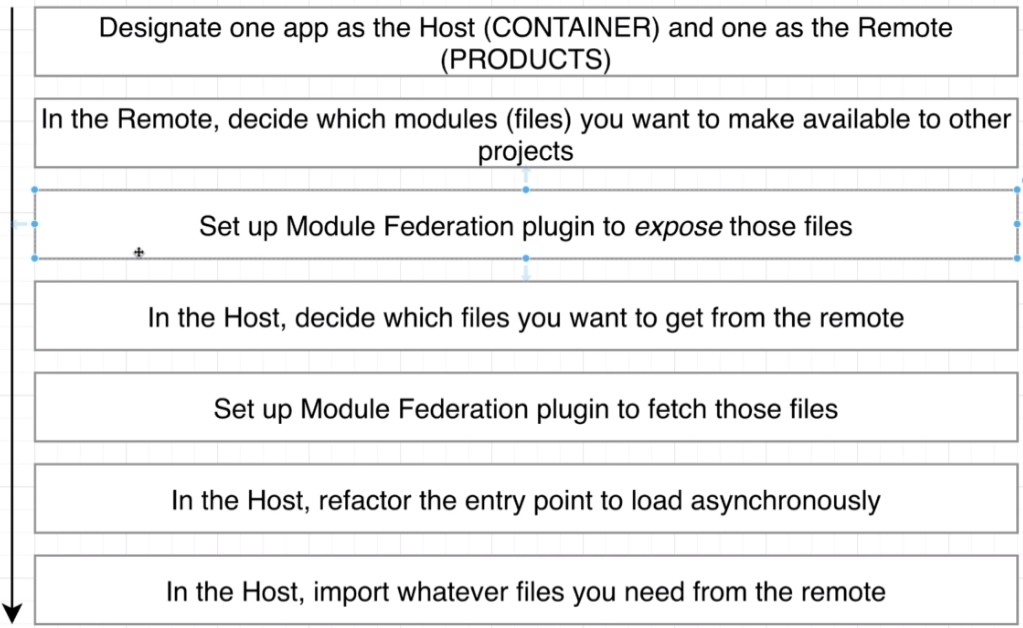 Designate one app as the Host (CONTAINER) and one as the Remote
(PRODUCTS)
In the Remote, decide which modules (files) you want to make available to other
projects
Set up Module Federation plugin to expose those files
In the Host, decide which files you want to get from the remote
Set up Module Federation plugin to fetch those files
In the Host, refactor the entry point to load asynchronously
In the Host, import whatever files you need from the remote